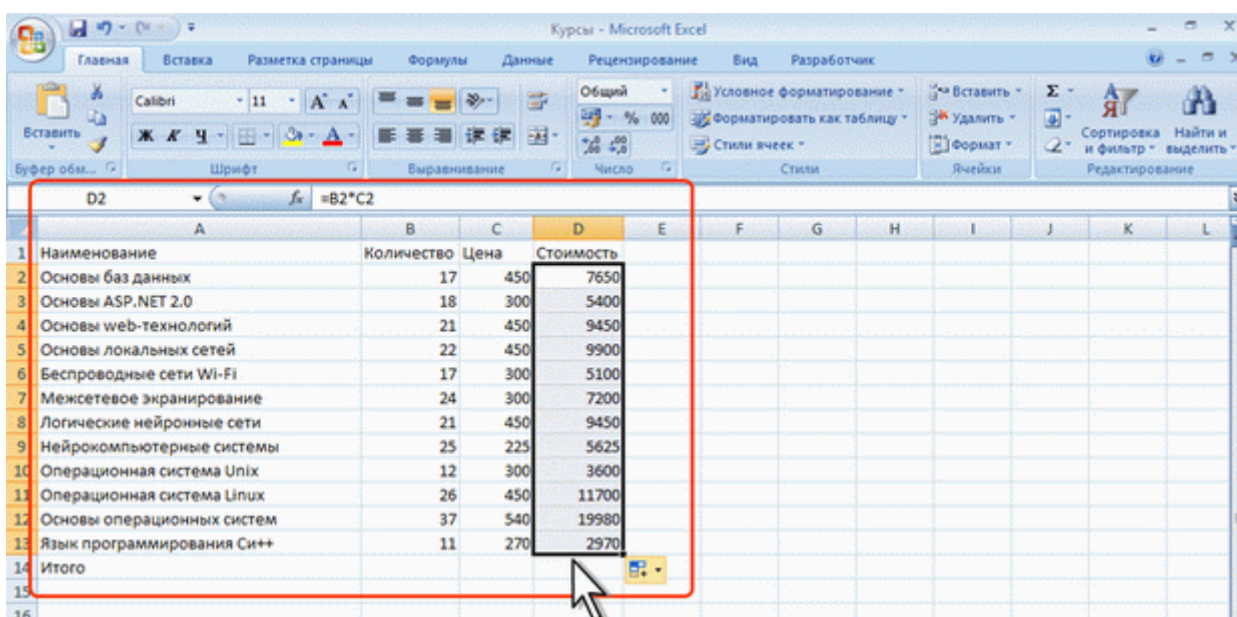 Курсы - Microsoft Excel
Главная Вставка Разметка страницы Формулы Данные Рецензирование Вид Разработчик
Calibri 11 Общий Условное форматирование Вставить Σ
% 000 Форматировать как таблицу Удалить
Вставить Ж К Ч А Стили ячеек Формат Сортировка и фильтр Найти и выделить
Буфер обм... Шрифт Выравнивание Число Стили Ячейки Редактирование
D2 fx =B2*C2
A B C D E F G H I J K L
1 Наименование Количество Цена Стоимость
2 Основы баз данных 17 450 7650
3 Основы ASP.NET 2.0 18 300 5400
4 Основы web-технологий 21 450 9450
5 Основы локальных сетей 22 450 9900
6 Беспроводные сети Wi-Fi 17 300 5100
7 Межсетевое экранирование 24 300 7200
8 Логические нейронные сети 21 450 9450
9 Нейрокомпьютерные системы 25 225 5625
10 Операционная система Unix 12 300 3600
11 Операционная система Linux 26 450 11700
12 Основы операционных систем 37 540 19980
13 Язык программирования Си++ 11 270 2970
14 Итого
15
16